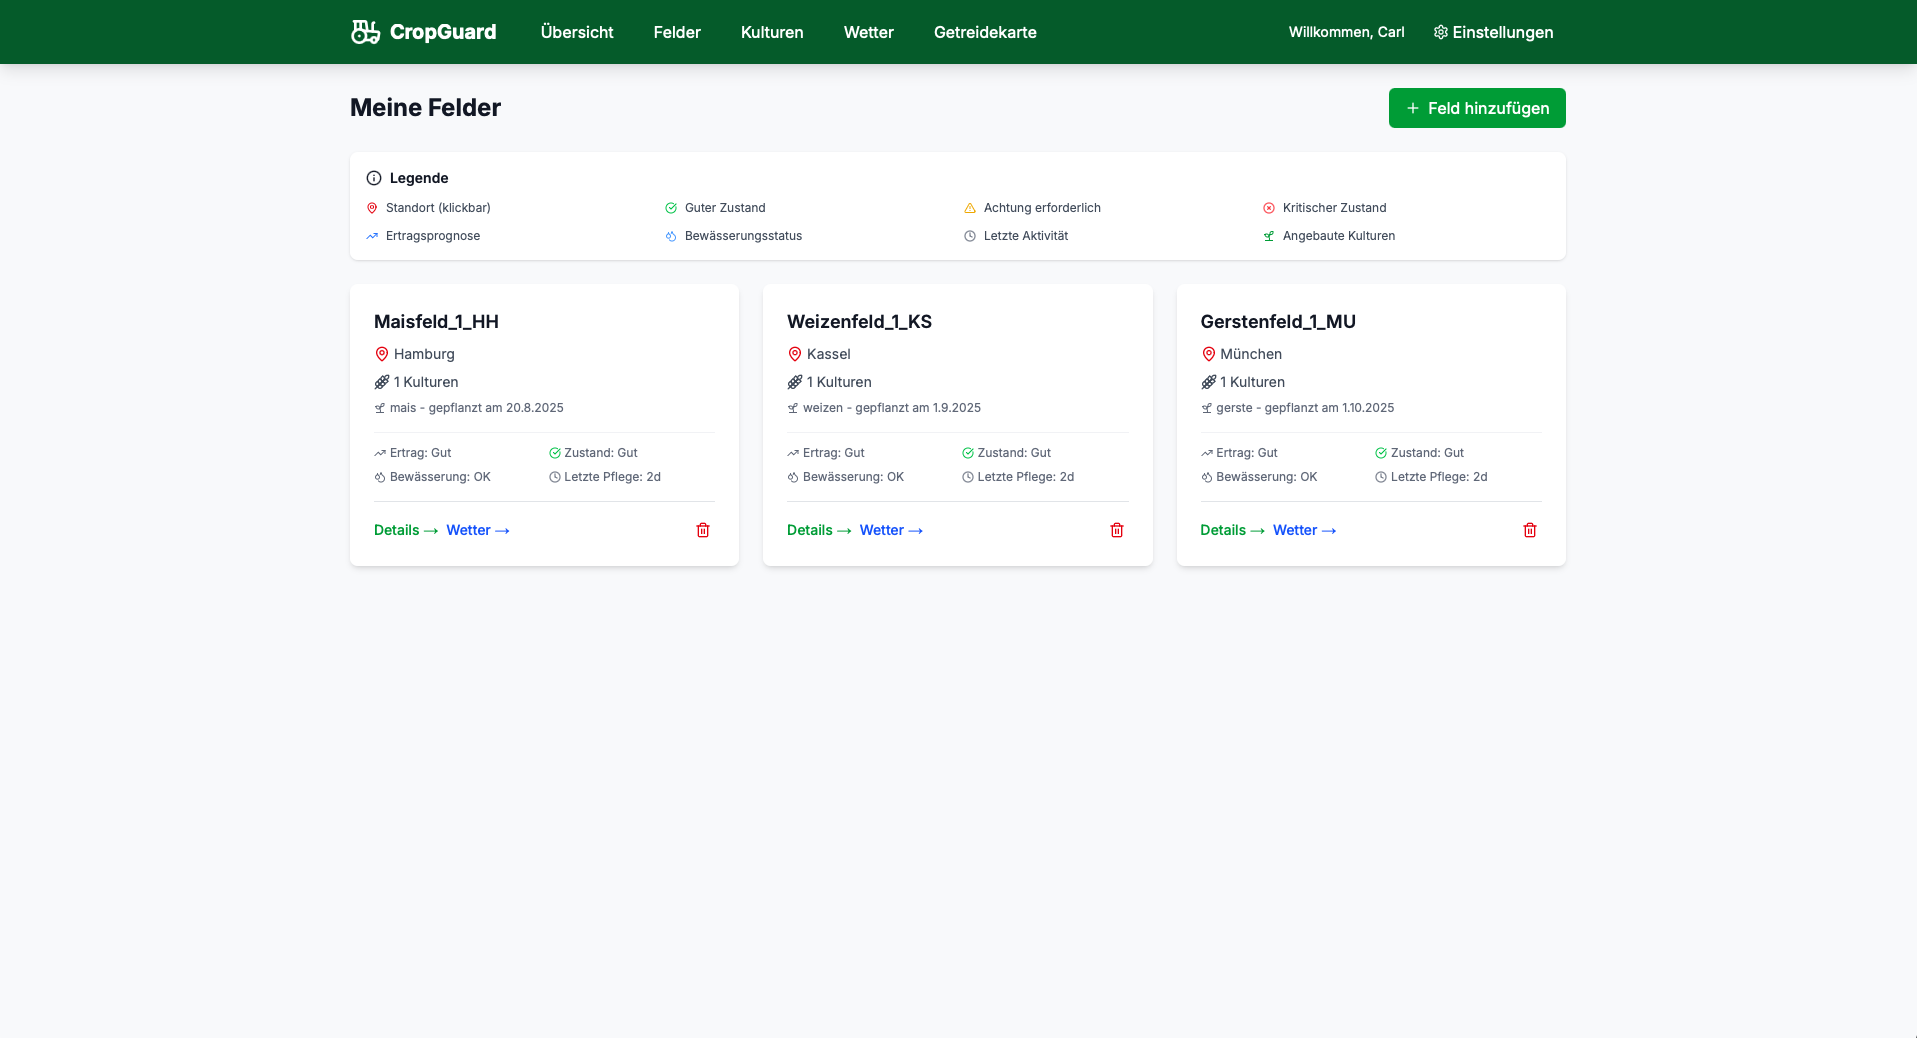 CropGuard Übersicht Felder Kulturen Wetter Getreidekarte Willkommen, Carl Einstellungen
Meine Felder
+ Feld hinzufügen
Legende
Standort (klickbar) Guter Zustand Achtung erforderlich Kritischer Zustand
Ertragsprognose Bewässerungsstatus Letzte Aktivität Angebaute Kulturen
Maisfeld_1_HH
Hamburg
1 Kulturen
mais - gepflanzt am 20.8.2025
Ertrag: Gut Zustand: Gut
Bewässerung: OK Letzte Pflege: 2d
Details → Wetter →
Weizenfeld_1_KS
Kassel
1 Kulturen
weizen - gepflanzt am 1.9.2025
Ertrag: Gut Zustand: Gut
Bewässerung: OK Letzte Pflege: 2d
Details → Wetter →
Gerstenfeld_1_MU
München
1 Kulturen
gerste - gepflanzt am 1.10.2025
Ertrag: Gut Zustand: Gut
Bewässerung: OK Letzte Pflege: 2d
Details → Wetter →